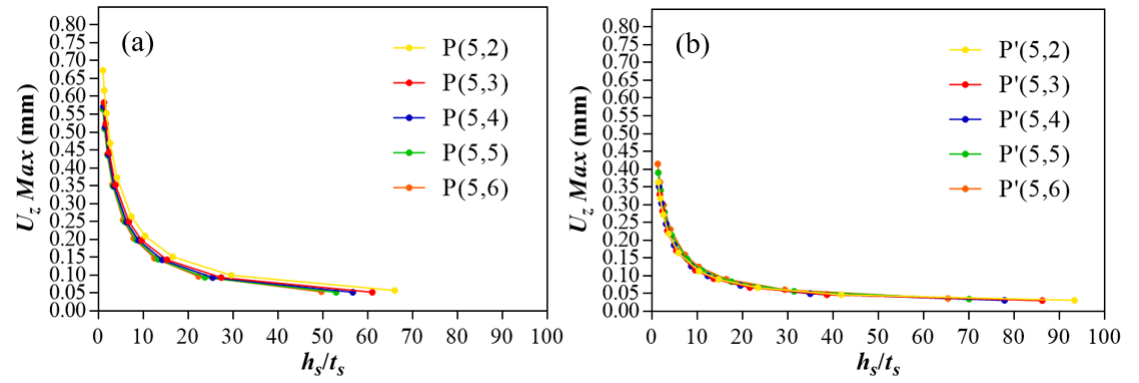 (a)
P(5,2)
P(5,3)
P(5,4)
P(5,5)
P(5,6)
U_z Max (mm)
0.80
0.75
0.70
0.65
0.60
0.55
0.50
0.45
0.40
0.35
0.30
0.25
0.20
0.15
0.10
0.05
0.00
0 10 20 30 40 50 60 70 80 90 100
h_s/t_s
(b)
P'(5,2)
P'(5,3)
P'(5,4)
P'(5,5)
P'(5,6)
U_z Max (mm)
0.80
0.75
0.70
0.65
0.60
0.55
0.50
0.45
0.40
0.35
0.30
0.25
0.20
0.15
0.10
0.05
0.00
0 10 20 30 40 50 60 70 80 90 100
h_s/t_s